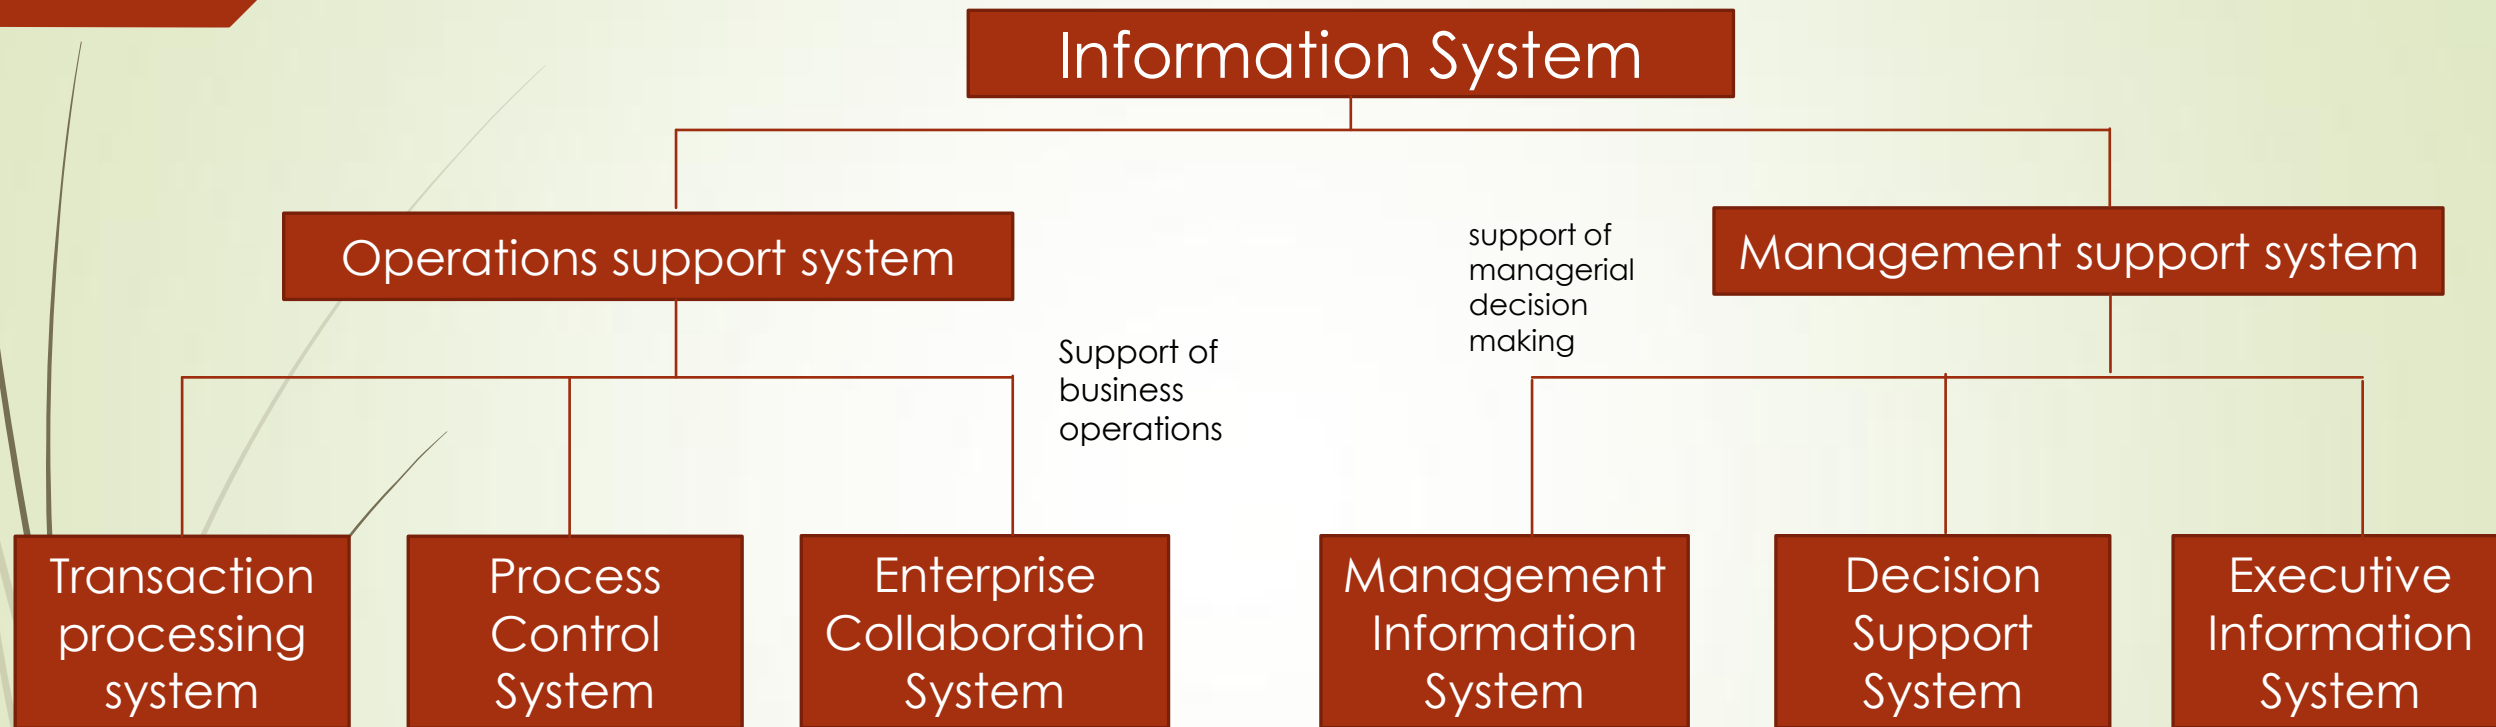 Information System
Operations support system
support of
managerial
decision
making
Management support system
Support of
business
operations
Transaction
processing
system
Process
Control
System
Enterprise
Collaboration
System
Management
Information
System
Decision
Support
System
Executive
Information
System